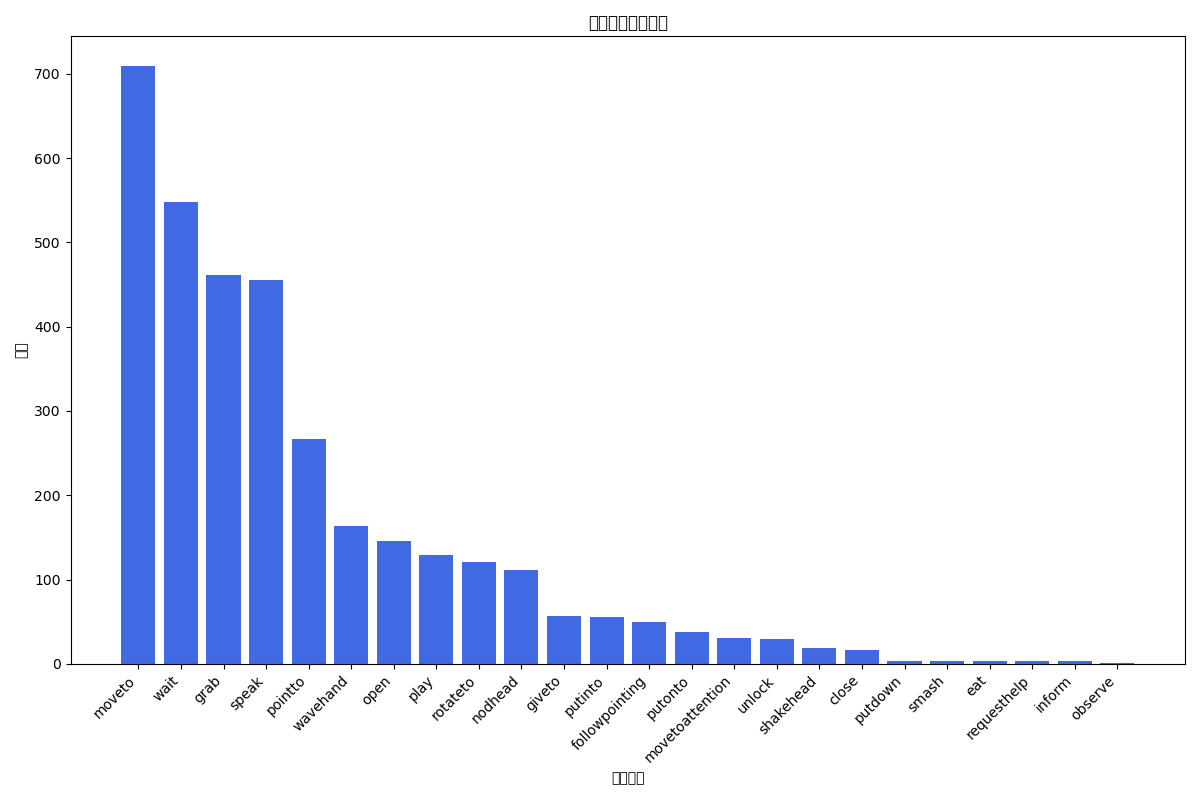 700
600
500
400
300
200
100
0
moveto
wait
grab
speak
pointto
wavehand
open
play
rotateto
nodhead
giveto
putinto
followpointing
putonto
movetoattention
unlock
shakehead
close
putdown
smash
eat
requesthelp
inform
observe